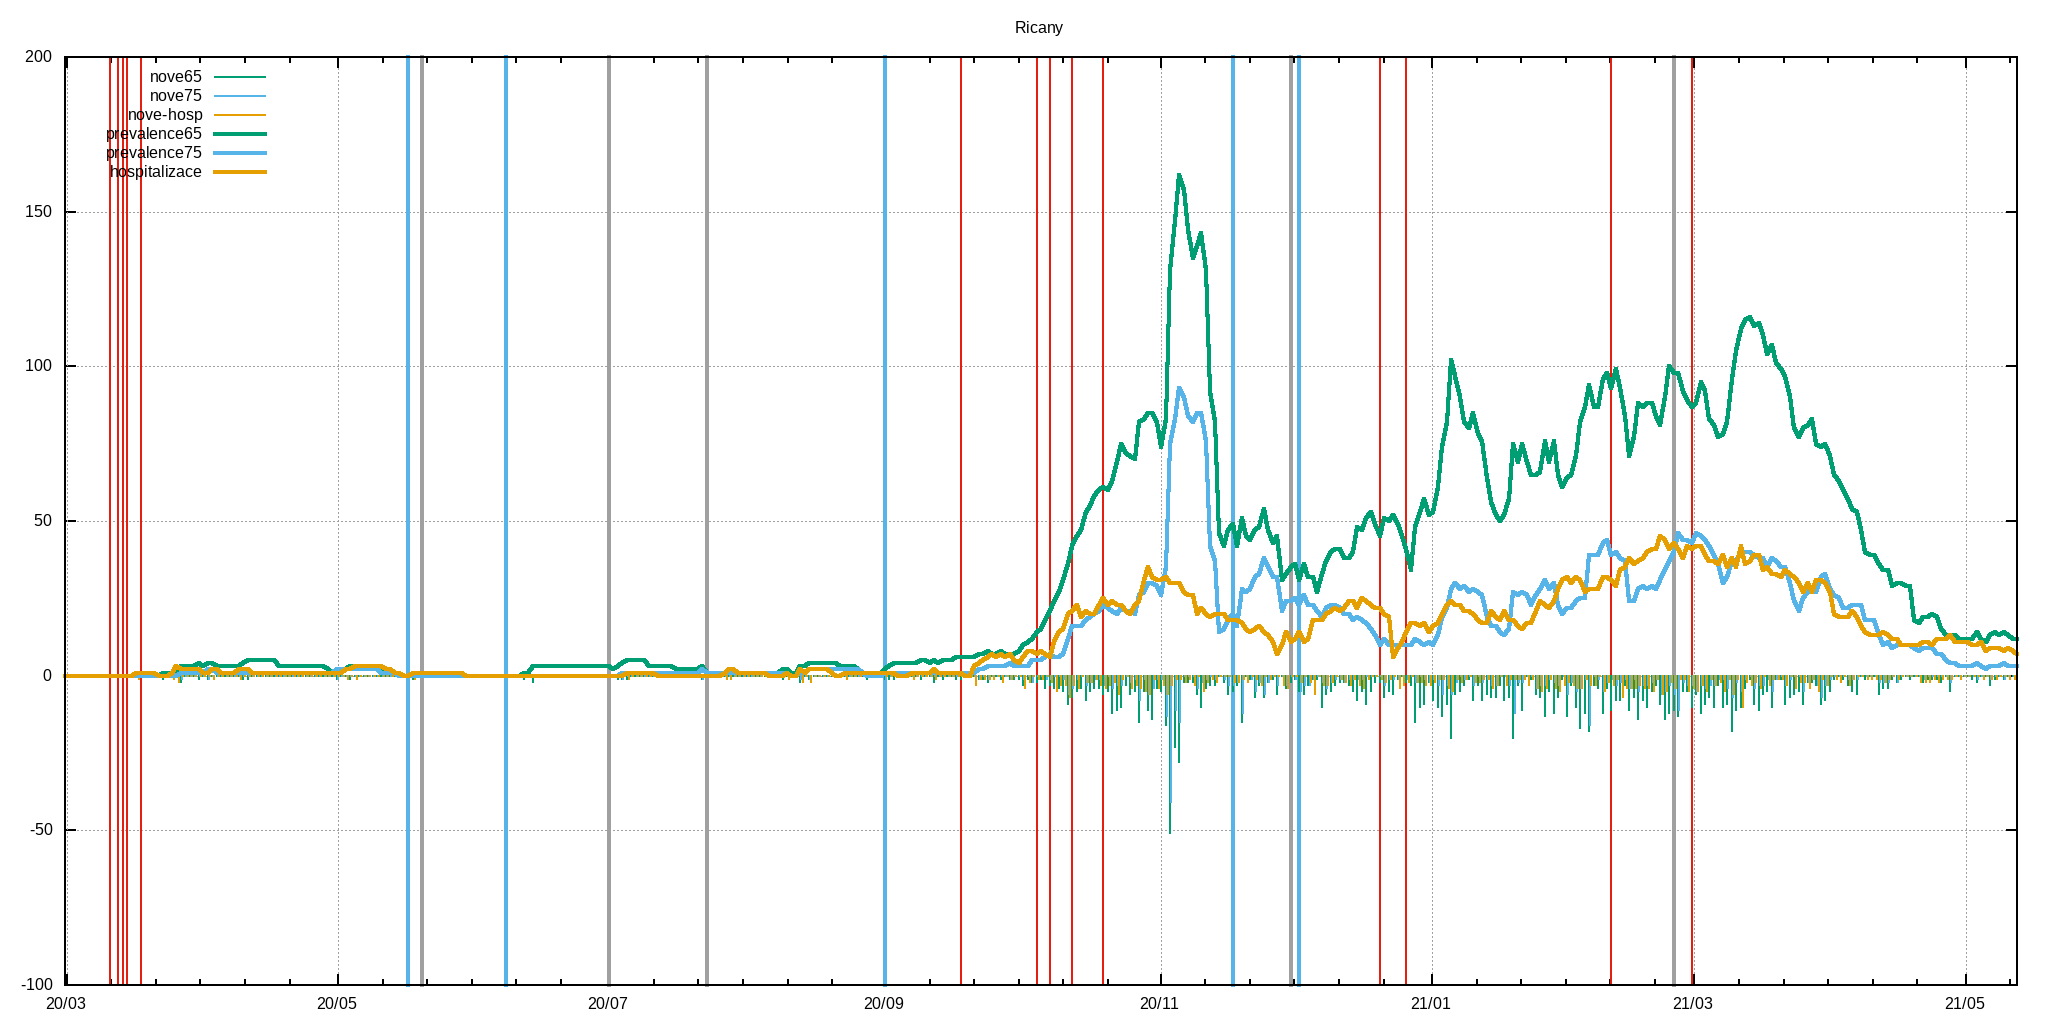 Ricany
200
150
100
50
0
-50
-100
nove65
nove75
nove-hosp
prevalence65
prevalence75
hospitalizace
20/03 20/05 20/07 20/09 20/11 21/01 21/03 21/05